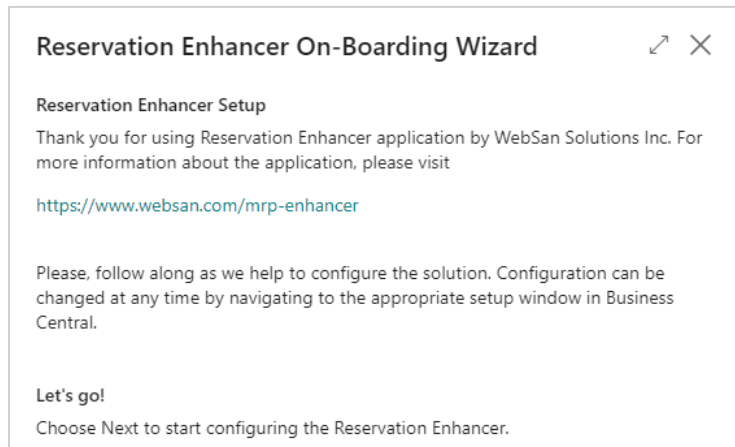 Reservation Enhancer On-Boarding Wizard
Reservation Enhancer Setup
Thank you for using Reservation Enhancer application by WebSan Solutions Inc. For
more information about the application, please visit
https://www.websan.com/mrp-enhancer
Please, follow along as we help to configure the solution. Configuration can be
changed at any time by navigating to the appropriate setup window in Business
Central.
Let's go!
Choose Next to start configuring the Reservation Enhancer.